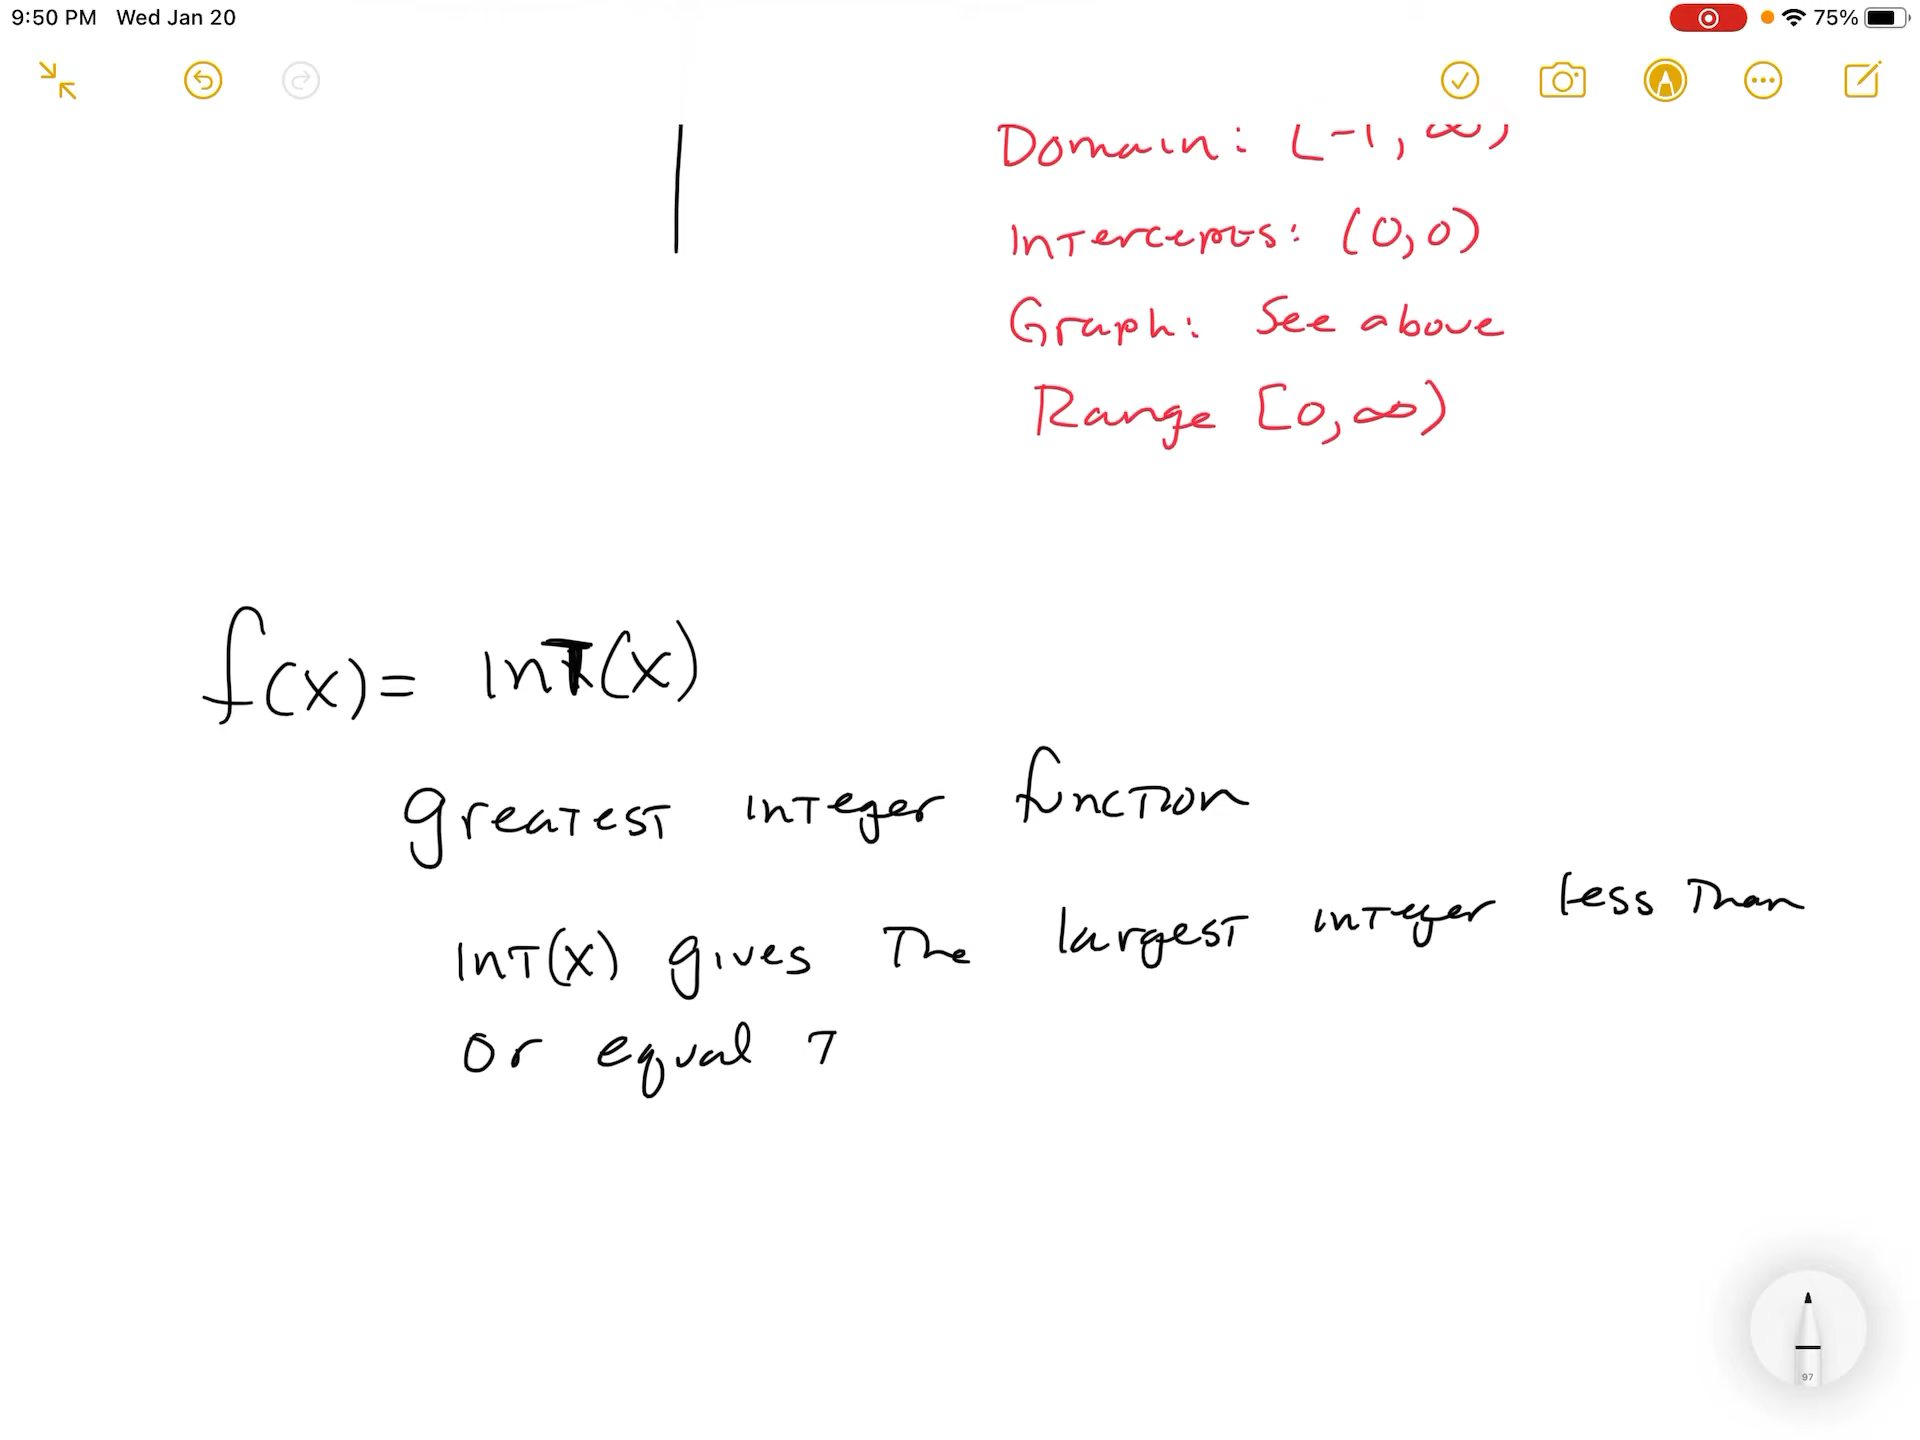 9:50 PM Wed Jan 20 75%
Domain: [-1, ∞)
Intercepts: (0,0)
Graph: See above
Range [0, ∞)
f(x) = Int(x)
greatest integer function
Int(x) gives the largest integer less than
or equal T
97